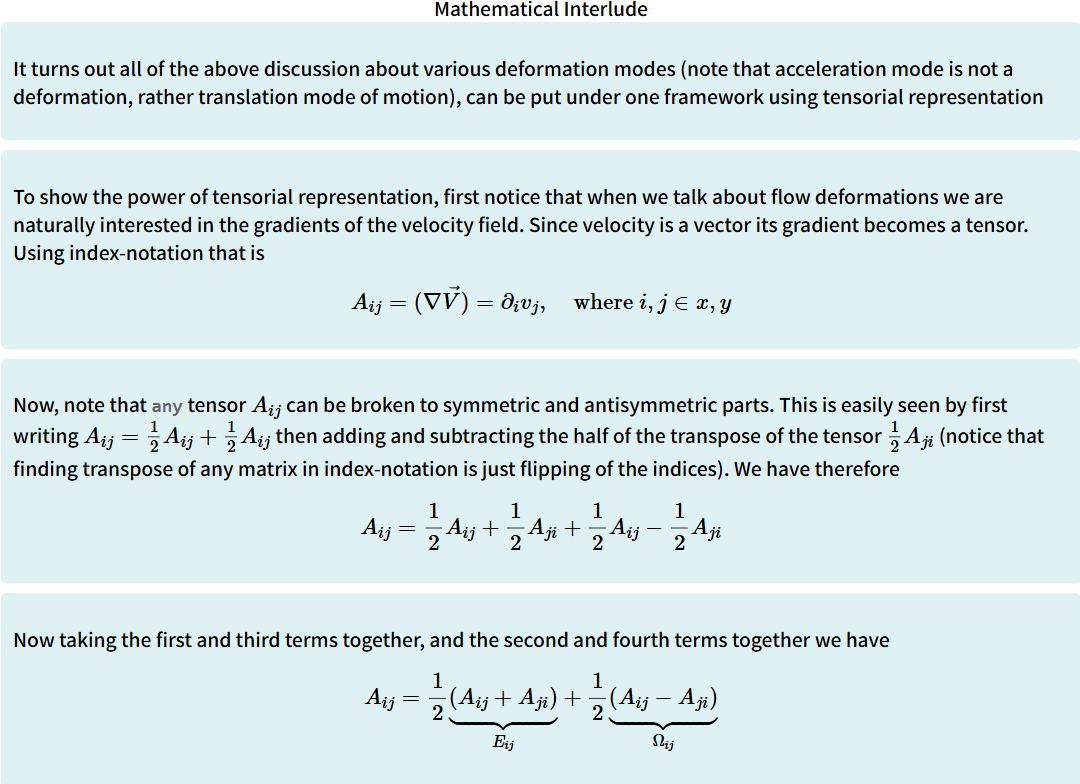 Mathematical Interlude
It turns out all of the above discussion about various deformation modes (note that acceleration mode is not a
deformation, rather translation mode of motion), can be put under one framework using tensorial representation
To show the power of tensorial representation, first notice that when we talk about flow deformations we are
naturally interested in the gradients of the velocity field. Since velocity is a vector its gradient becomes a tensor.
Using index-notation that is
$A_{ij} = (\nabla \vec{V}) = \partial_i v_j, \quad \text{where } i, j \in x, y$
Now, note that any tensor $A_{ij}$ can be broken to symmetric and antisymmetric parts. This is easily seen by first
writing $A_{ij} = \frac{1}{2} A_{ij} + \frac{1}{2} A_{ij}$ then adding and subtracting the half of the transpose of the tensor $\frac{1}{2} A_{ji}$ (notice that
finding transpose of any matrix in index-notation is just flipping of the indices). We have therefore
$A_{ij} = \frac{1}{2} A_{ij} + \frac{1}{2} A_{ji} + \frac{1}{2} A_{ij} - \frac{1}{2} A_{ji}$
Now taking the first and third terms together, and the second and fourth terms together we have
$A_{ij} = \frac{1}{2} \underbrace{(A_{ij} + A_{ji})}_{E_{ij}} + \frac{1}{2} \underbrace{(A_{ij} - A_{ji})}_{\Omega_{ij}}$